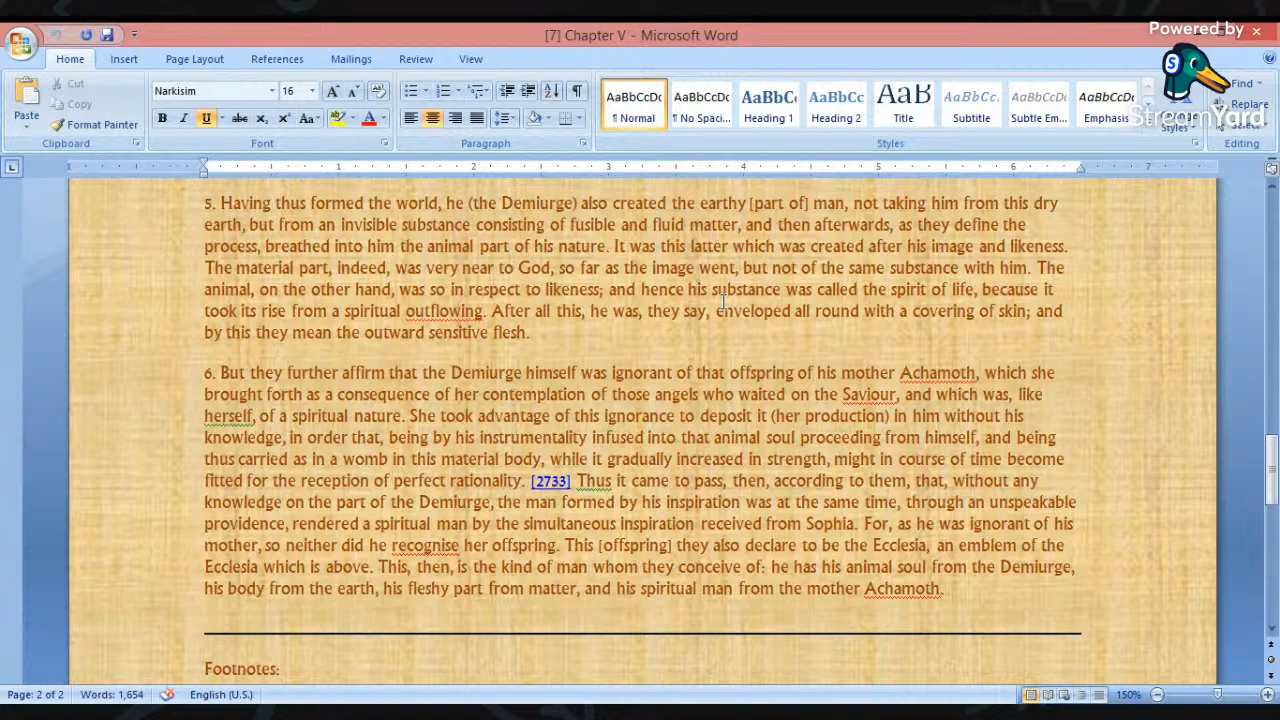 Powered by
[7] Chapter V - Microsoft Word
Home Insert Page Layout References Mailings Review View
Cut
Copy
Format Painter
Paste
Clipboard
Markisim 16
Font
Paragraph
AaBbCcDc AaBbCcDc AaBbC AaBbCc AaB AaBbCc. AaBbCcDc AaBbCcDc
¶ Normal ¶ No Spaci... Heading 1 Heading 2 Title Subtitle Subtle Em... Emphasis
Styles
Find
Replace
Select
Editing
StreamYard
5. Having thus formed the world, he (the Demiurge) also created the earthy [part of] man, not taking him from this dry
earth, but from an invisible substance consisting of fusible and fluid matter, and then afterwards, as they define the
process, breathed into him the animal part of his nature. It was this latter which was created after his image and likeness.
The material part, indeed, was very near to God, so far as the image went, but not of the same substance with him. The
animal, on the other hand, was so in respect to likeness; and hence his substance was called the spirit of life, because it
took its rise from a spiritual outflowing. After all this, he was, they say, enveloped all round with a covering of skin; and
by this they mean the outward sensitive flesh.
6. But they further affirm that the Demiurge himself was ignorant of that offspring of his mother Achamoth, which she
brought forth as a consequence of her contemplation of those angels who waited on the Saviour, and which was, like
herself, of a spiritual nature. She took advantage of this ignorance to deposit it (her production) in him without his
knowledge, in order that, being by his instrumentality infused into that animal soul proceeding from himself, and being
thus carried as in a womb in this material body, while it gradually increased in strength, might in course of time become
fitted for the reception of perfect rationality. [2733] Thus it came to pass, then, according to them, that, without any
knowledge on the part of the Demiurge, the man formed by his inspiration was at the same time, through an unspeakable
providence, rendered a spiritual man by the simultaneous inspiration received from Sophia. For, as he was ignorant of his
mother, so neither did he recognise her offspring. This [offspring] they also declare to be the Ecclesia, an emblem of the
Ecclesia which is above. This, then, is the kind of man whom they conceive of: he has his animal soul from the Demiurge,
his body from the earth, his fleshy part from matter, and his spiritual man from the mother Achamoth.
Footnotes:
Page: 2 of 2 Words: 1,654 English (U.S.) 150%